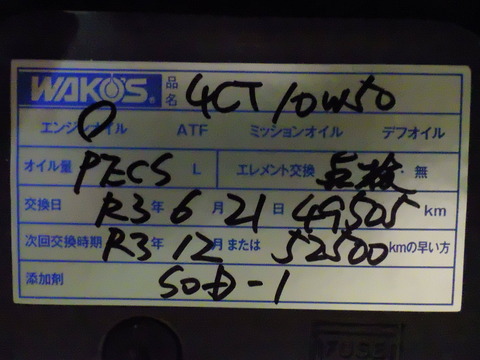 WAKO'S® 品名 4CT 10W50
エンジンオイル ATF ミッションオイル デフオイル
オイル量 PZECS L エレメント交換 点検・無
交換日 R3年 6月 21日 49505 km
次回交換時期 R3年 12月または 52500 kmの早い方
添加剤 SOD-1
FUSE